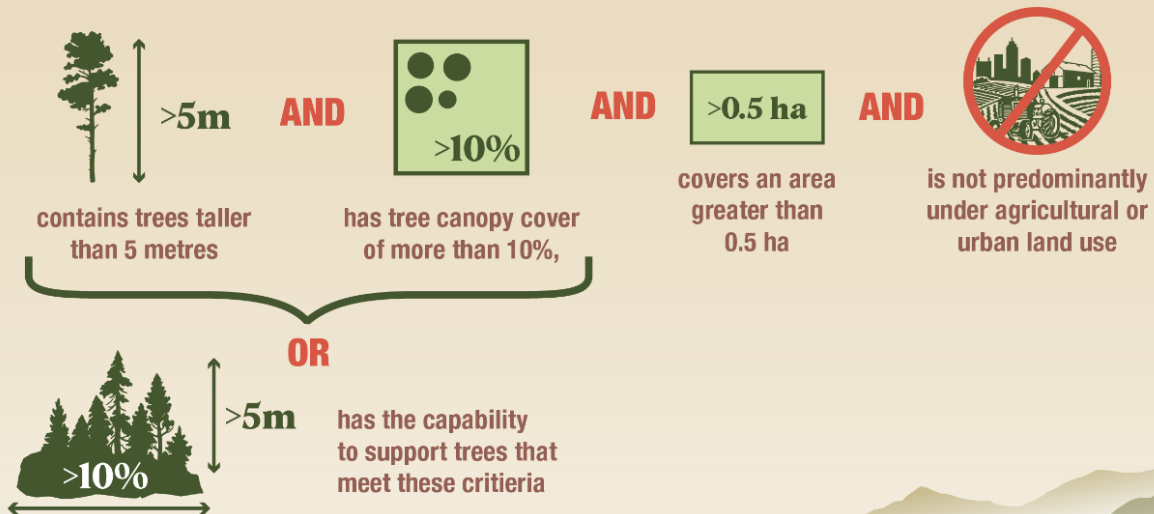 >5m
AND
>10%
AND
>0.5 ha
AND
contains trees taller
than 5 metres
has tree canopy cover
of more than 10%,
covers an area
greater than
0.5 ha
is not predominantly
under agricultural or
urban land use
OR
>5m
>10%
has the capability
to support trees that
meet these critieria